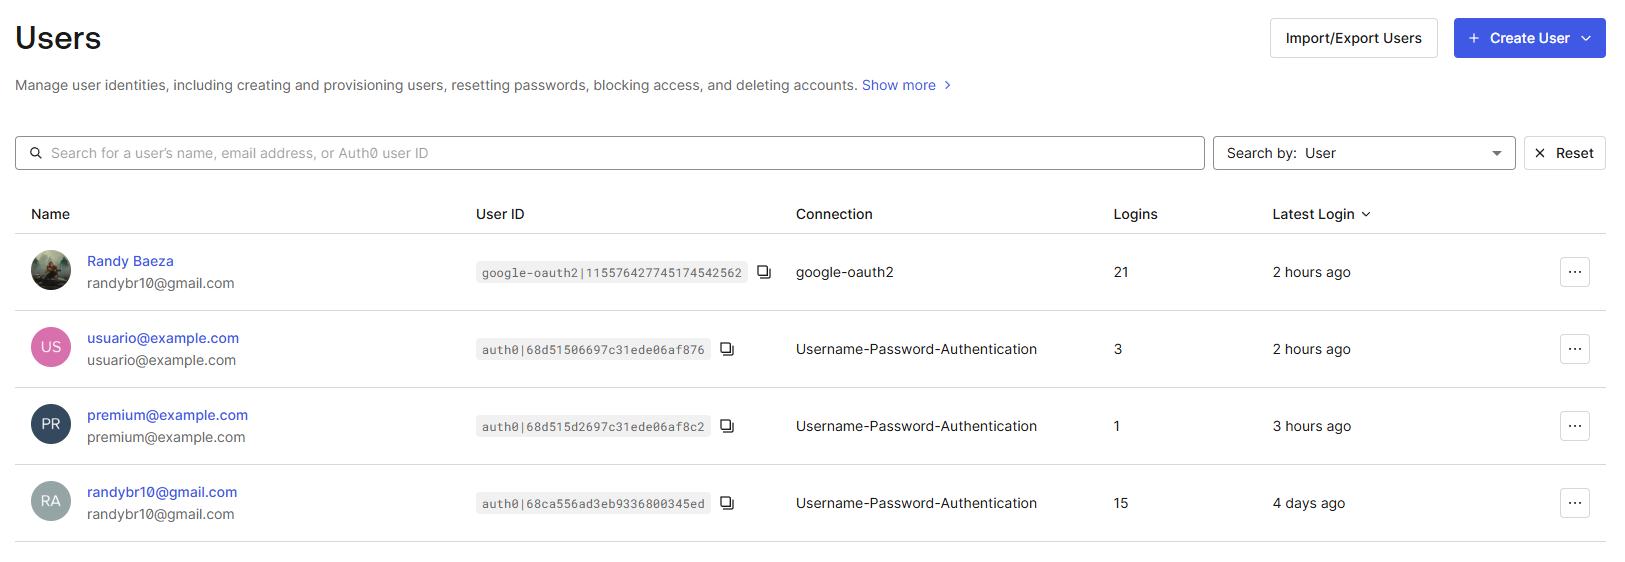 Users
Import/Export Users
+ Create User
Manage user identities, including creating and provisioning users, resetting passwords, blocking access, and deleting accounts. Show more
Search for a user's name, email address, or Auth0 user ID
Search by: User
Reset
Name User ID Connection Logins Latest Login
Randy Baeza
randybr10@gmail.com
google-oauth2|115576427745174542562 google-oauth2 21 2 hours ago
US
usuario@example.com
usuario@example.com
auth0|68d51506697c31ede06af876 Username-Password-Authentication 3 2 hours ago
PR
premium@example.com
premium@example.com
auth0|68d515d2697c31ede06af8c2 Username-Password-Authentication 1 3 hours ago
RA
randybr10@gmail.com
randybr10@gmail.com
auth0|68ca556ad3eb9336800345ed Username-Password-Authentication 15 4 days ago